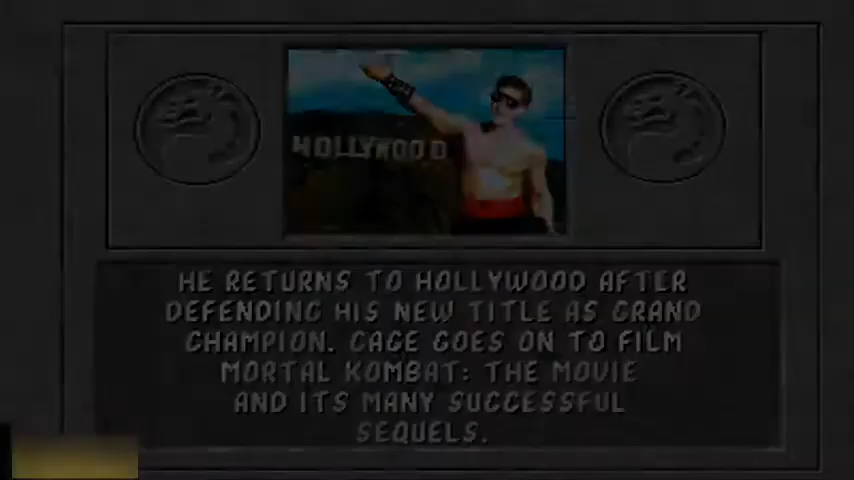 HOLLYWOOD
HE RETURNS TO HOLLYWOOD AFTER
DEFENDING HIS NEW TITLE AS GRAND
CHAMPION. CAGE GOES ON TO FILM
MORTAL KOMBAT: THE MOVIE
AND ITS MANY SUCCESSFUL
SEQUELS.